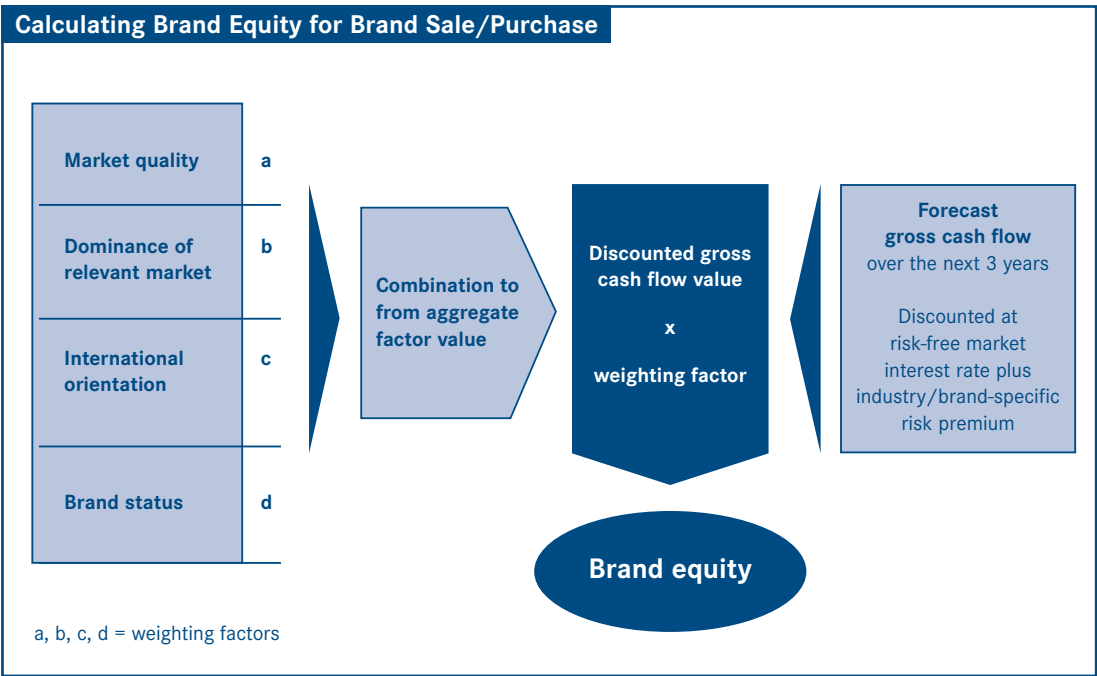 Calculating Brand Equity for Brand Sale/Purchase
Market quality
a
Dominance of
relevant market
b
International
orientation
c
Brand status
d
Combination to
from aggregate
factor value
Discounted gross
cash flow value
x
weighting factor
Forecast
gross cash flow
over the next 3 years
Discounted at
risk-free market
interest rate plus
industry/brand-specific
risk premium
Brand equity
a, b, c, d = weighting factors